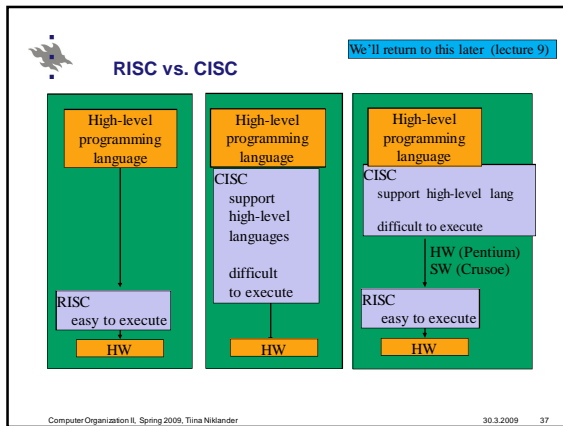 We'll return to this later (lecture 9)
RISC vs. CISC
High-level
programming
language
RISC
easy to execute
HW
High-level
programming
language
CISC
support
high-level
languages
difficult
to execute
HW
High-level
programming
language
CISC
support high-level lang
difficult to execute
HW (Pentium)
SW (Crusoe)
RISC
easy to execute
HW
Computer Organization II, Spring 2009, Tiina Niklander
30.3.2009 37